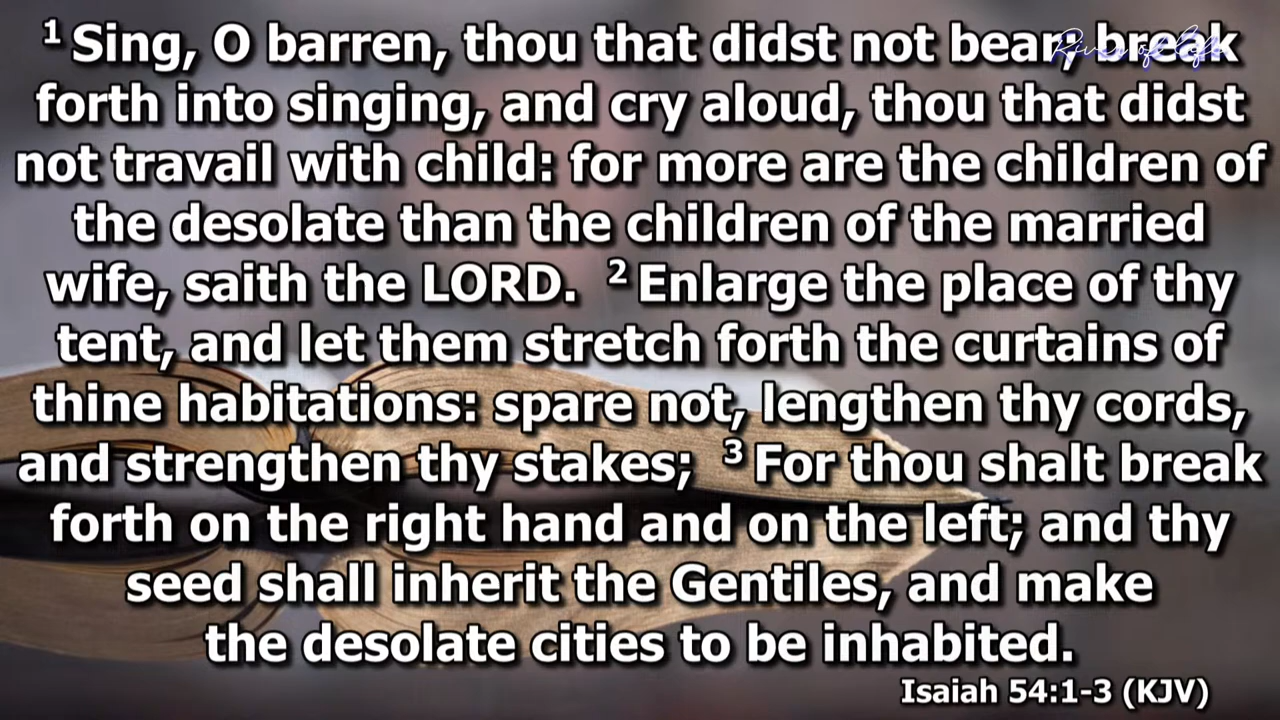 1 Sing, O barren, thou that didst not bear; break
forth into singing, and cry aloud, thou that didst
not travail with child: for more are the children of
the desolate than the children of the married
wife, saith the LORD. 2 Enlarge the place of thy
tent, and let them stretch forth the curtains of
thine habitations: spare not, lengthen thy cords,
and strengthen thy stakes; 3 For thou shalt break
forth on the right hand and on the left; and thy
seed shall inherit the Gentiles, and make
the desolate cities to be inhabited.
Isaiah 54:1-3 (KJV)
River of life